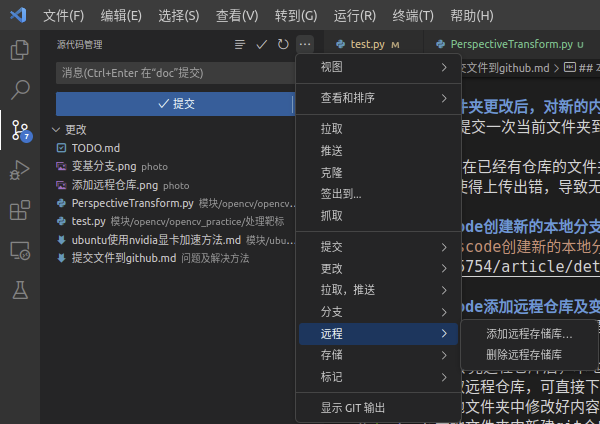 文件(F) 编辑(E) 选择(S) 查看(V) 转到(G) 运行(R) 终端(T) 帮助(H)
源代码管理
test.py M
PerspectiveTransform.py U
消息(Ctrl+Enter 在“doc”提交)
提交
更改
TODO.md
变基分支.png photo
添加远程仓库.png photo
PerspectiveTransform.py 模块/opencv/opencv...
test.py 模块/opencv/opencv_practice/处理靶标
ubuntu使用nvidia显卡加速方法.md 模块/ubu...
提交文件到github.md 问题及解决方法
7
视图
查看和排序
拉取
推送
克隆
签出到...
抓取
提交
更改
拉取，推送
分支
远程
存储
标记
显示 GIT 输出
添加远程存储库...
删除远程存储库
交文件到github.md > ## 2
件夹更改后，对新的内
提交一次当前文件夹到
在已经有仓库的文件夹
使得上传出错，导致无
ode创建新的本地分支
scode创建新的本地分
5754/article/det
ode添加远程仓库及变
远程仓库，可直接下
文件夹中修改好内容